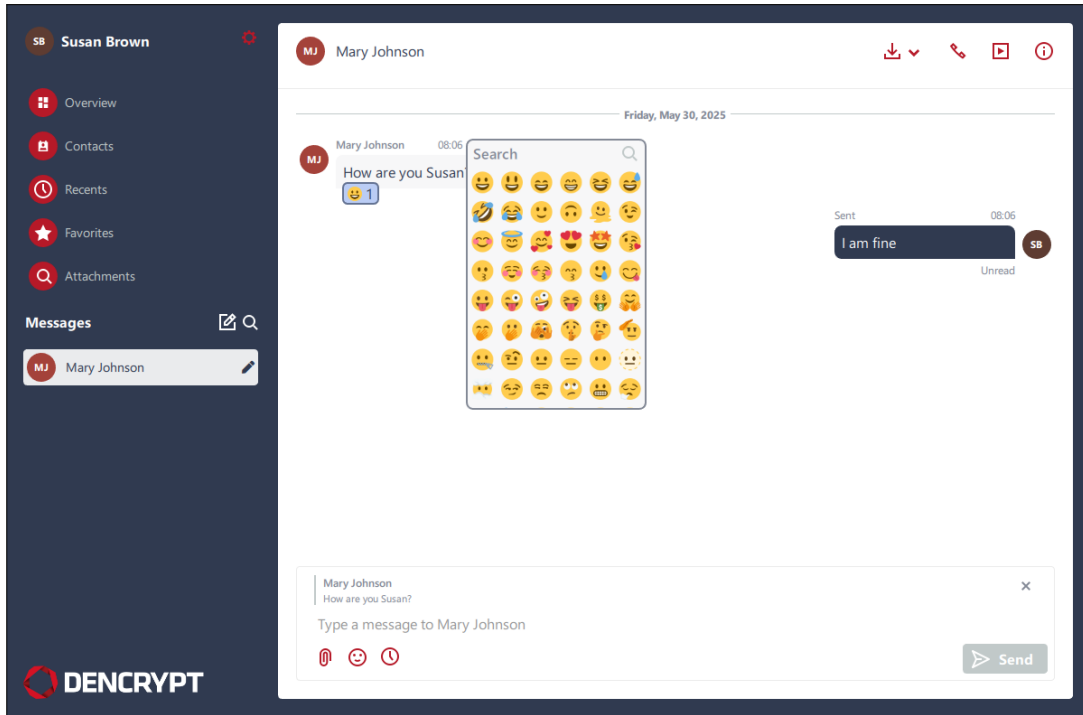 SB Susan Brown
Overview
Contacts
Recents
Favorites
Attachments
Messages
MJ Mary Johnson
DENCRYPT
MJ Mary Johnson
Friday, May 30, 2025
Mary Johnson 08:06
MJ
How are you Susan?
1
Search
Sent 08:06
I am fine
SB
Unread
Mary Johnson
How are you Susan?
Type a message to Mary Johnson
Send